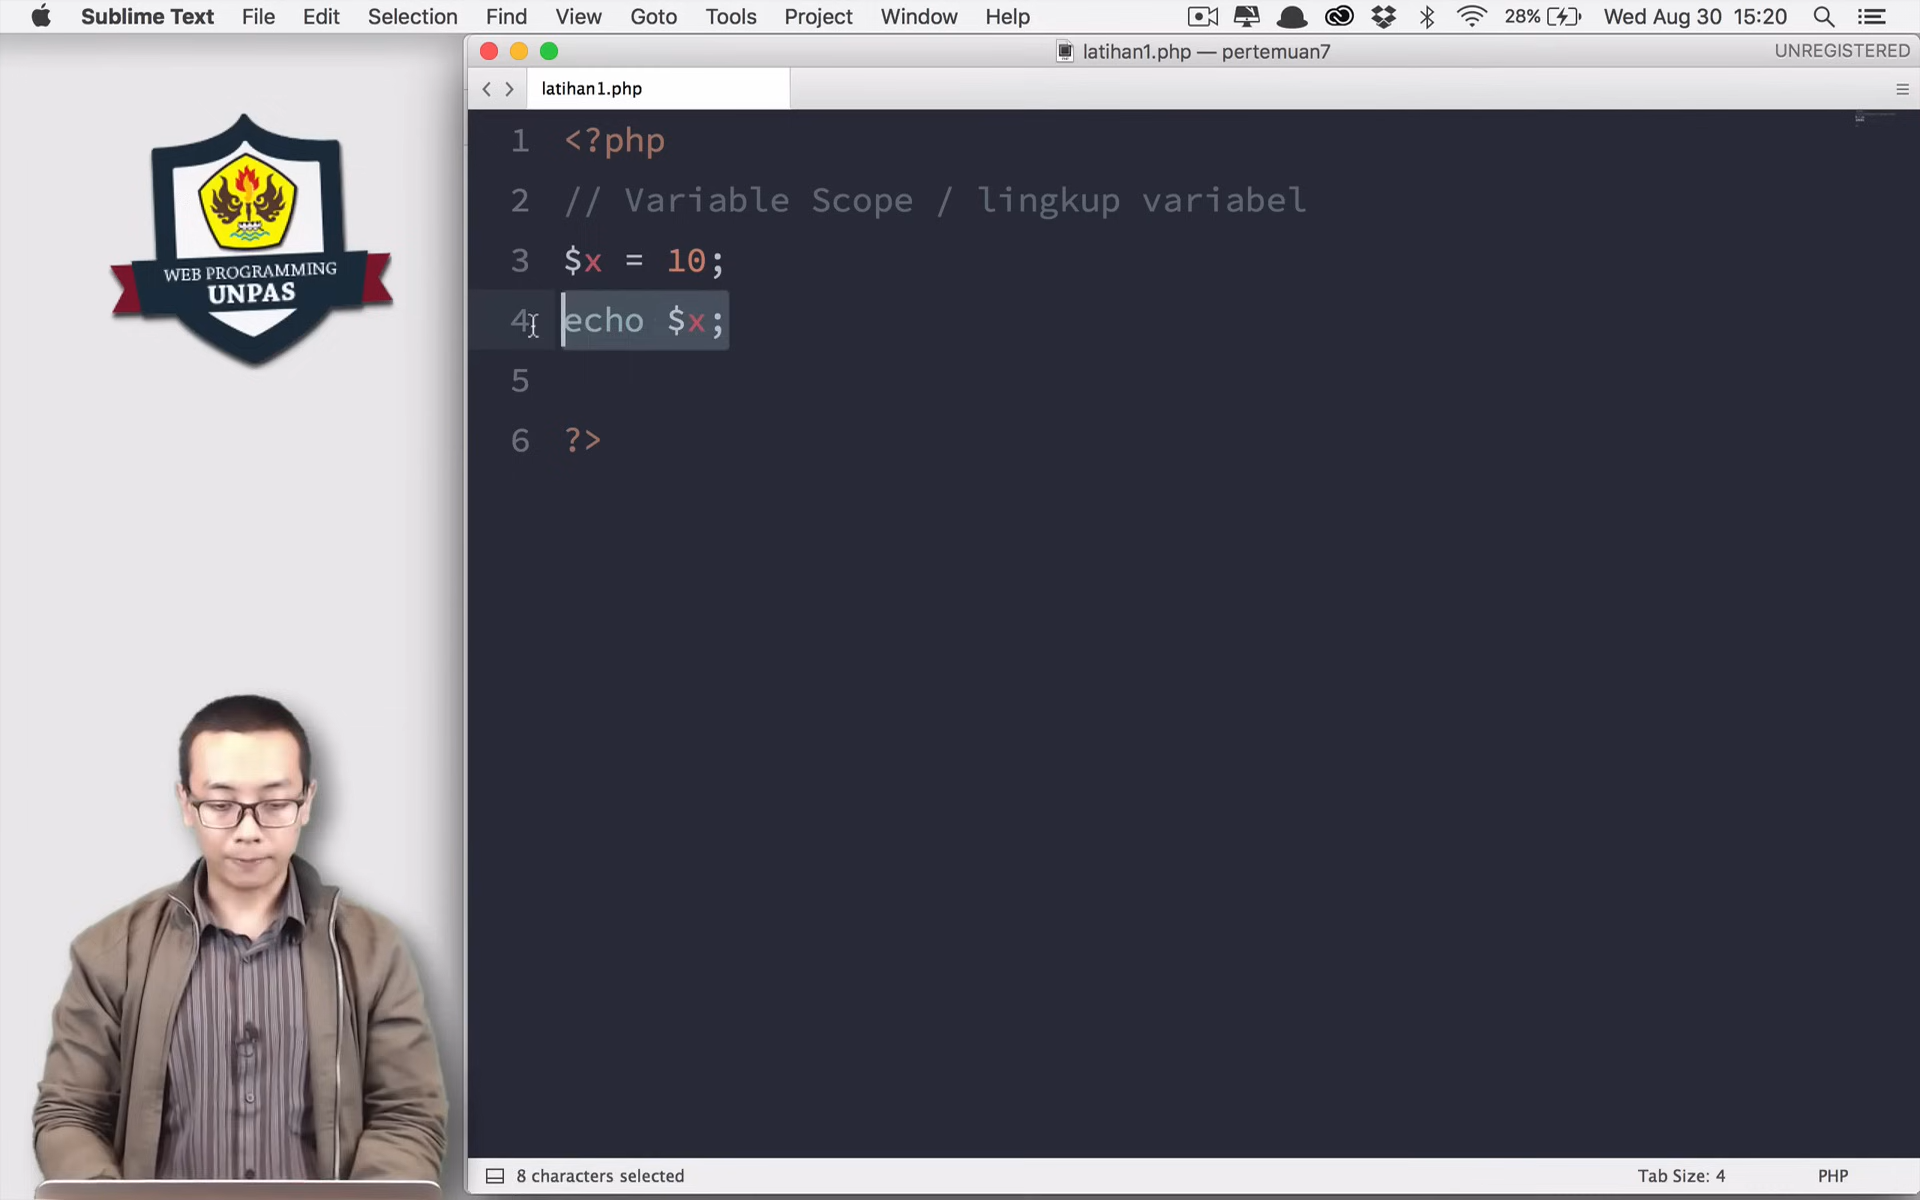 Sublime Text File Edit Selection Find View Goto Tools Project Window Help 28% Wed Aug 30 15:20
latihan1.php — pertemuan7 UNREGISTERED
latihan1.php
1 <?php
2 // Variable Scope / lingkup variabel
3 $x = 10;
4 echo $x;
5
6 ?>
WEB PROGRAMMING
UNPAS
8 characters selected Tab Size: 4 PHP